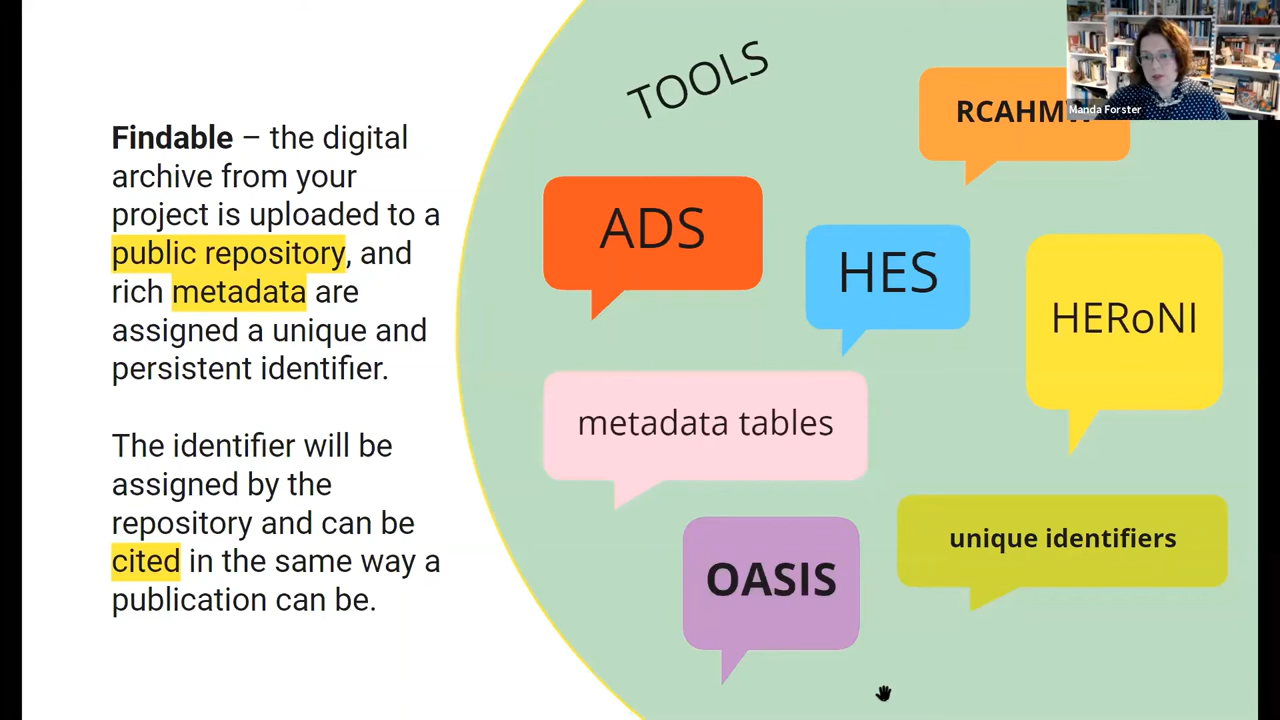 Findable – the digital
archive from your
project is uploaded to a
public repository, and
rich metadata are
assigned a unique and
persistent identifier.
The identifier will be
assigned by the
repository and can be
cited in the same way a
publication can be.
TOOLS
Manda Forster
ADS
HES
HERoNI
metadata tables
unique identifiers
OASIS